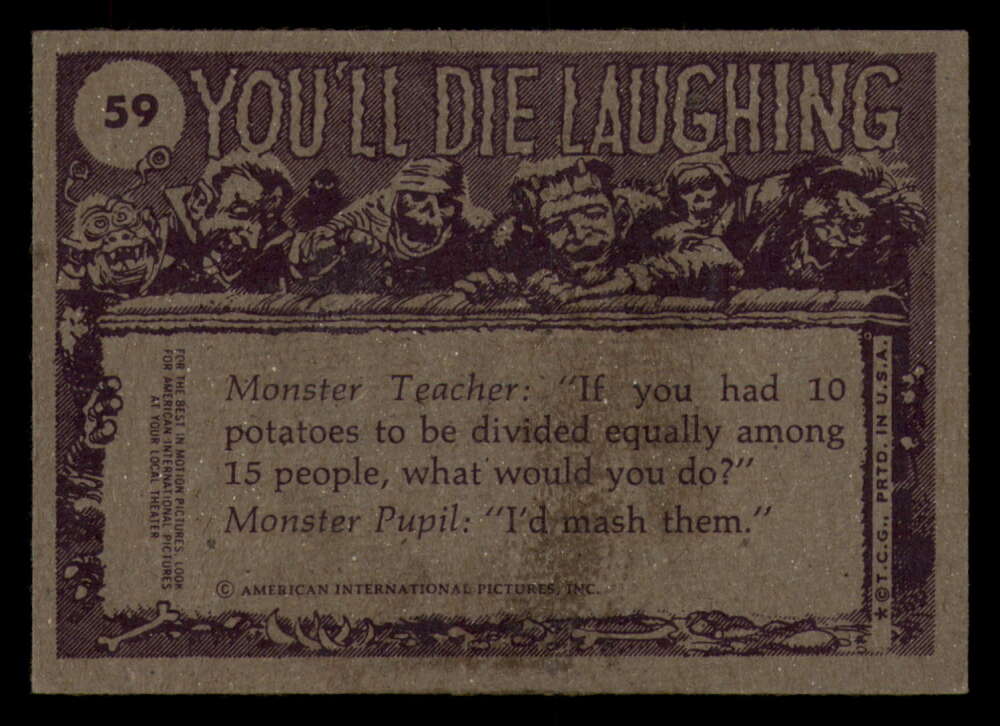 59
YOU'LL DIE LAUGHING
FOR THE BEST IN MOTION PICTURES, LOOK
FOR AMERICAN-INTERNATIONAL PICTURES
AT YOUR LOCAL THEATER
Monster Teacher: "If you had 10
potatoes to be divided equally among
15 people, what would you do?"
Monster Pupil: "I'd mash them."
© AMERICAN INTERNATIONAL PICTURES, INC.
*©T.C.G., PRTD. IN U.S.A.